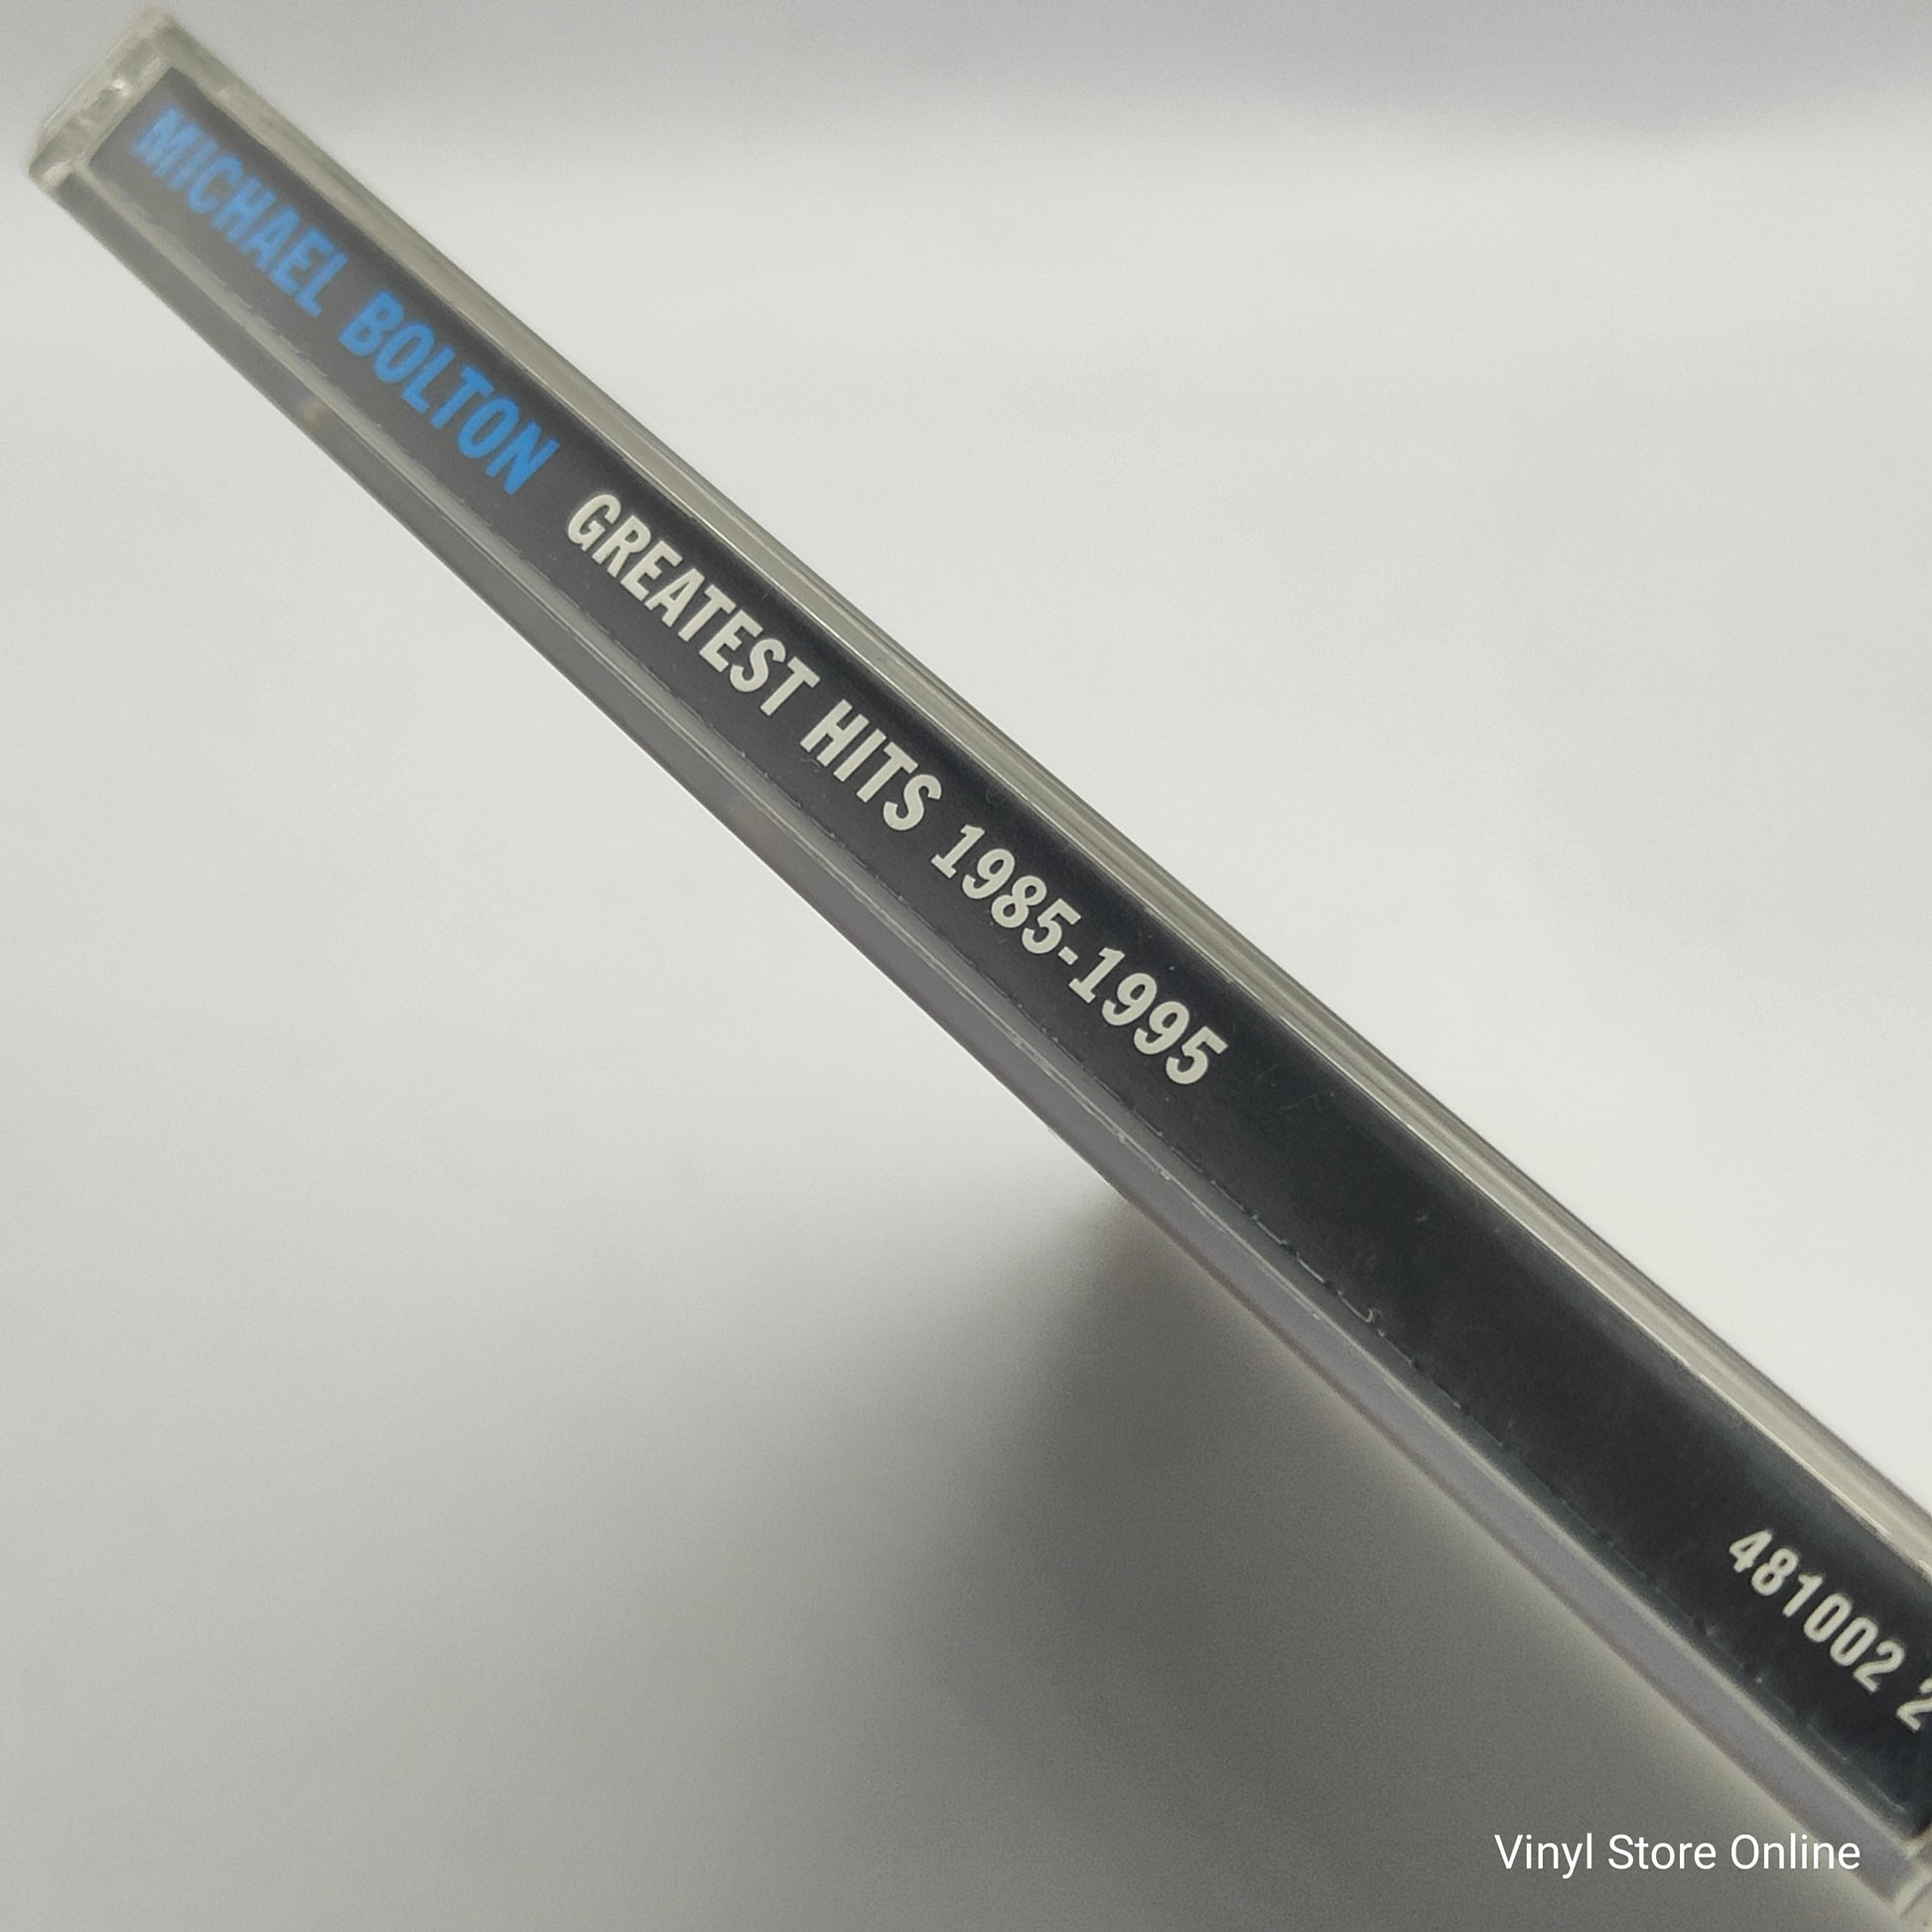 MICHAEL BOLTON GREATEST HITS 1985-1995 481002 2
Vinyl Store Online